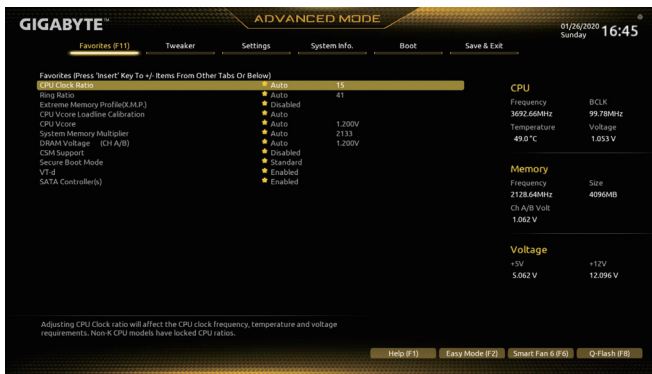 GIGABYTE™
ADVANCED MODE
01/26/2020 Sunday 16:45
Favorites (F11) Tweaker Settings System Info. Boot Save & Exit
Favorites (Press 'Insert' Key To +/- Items From Other Tabs Or Below)
CPU Clock Ratio Auto 15
Ring Ratio Auto 41
Extreme Memory Profile(X.M.P.) Disabled
CPU Vcore Loadline Calibration Auto
CPU Vcore Auto 1.200V
System Memory Multiplier Auto 2133
DRAM Voltage (CH A/B) Auto 1.200V
CSM Support Disabled
Secure Boot Mode Standard
VT-d Enabled
SATA Controller(s) Enabled
CPU
Frequency BCLK
3692.66MHz 99.78MHz
Temperature Voltage
49.0 °C 1.053 V
Memory
Frequency Size
2128.64MHz 4096MB
Ch A/B Volt
1.062 V
Voltage
+5V +12V
5.062 V 12.096 V
Adjusting CPU Clock ratio will affect the CPU clock frequency, temperature and voltage
requirements. Non-K CPU models have locked CPU ratios.
Help (F1) Easy Mode (F2) Smart Fan 6 (F6) Q-Flash (F8)